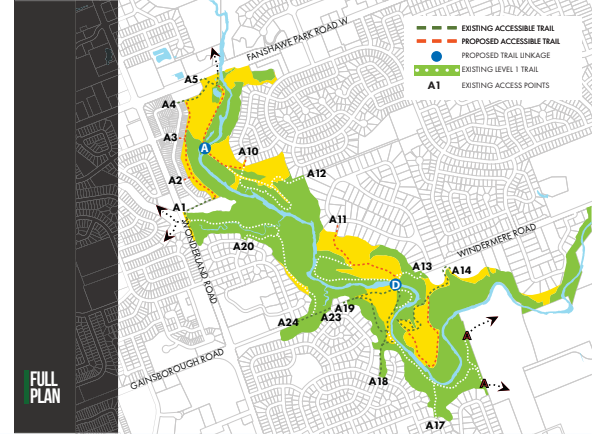 FANSHAWE PARK ROAD W
EXISTING ACCESSIBLE TRAIL
PROPOSED ACCESSIBLE TRAIL
PROPOSED TRAIL LINKAGE
EXISTING LEVEL 1 TRAIL
A1 EXISTING ACCESS POINTS
A5
A4
A3
A
A10
A2
A12
A1
A11
A20
WONDERLAND ROAD
WINDERMERE ROAD
A13
A14
D
A19
A23
A24
A
GAINSBOROUGH ROAD
A18
A
A17
FULL
PLAN